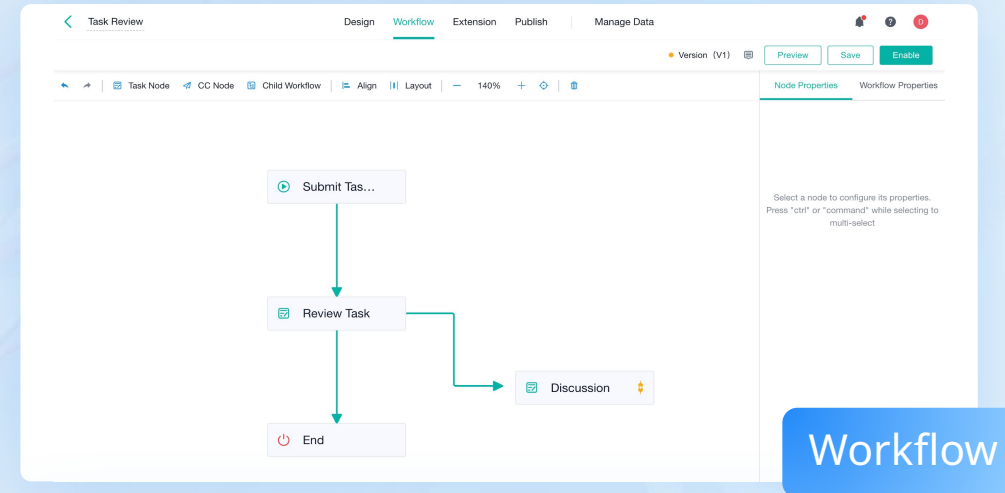 Task Review Design Workflow Extension Publish Manage Data D
Version (V1) Preview Save Enable
Task Node CC Node Child Workflow Align Layout 140% Node Properties Workflow Properties
Submit Tas...
Select a node to configure its properties.
Press "ctrl" or "command" while selecting to
multi-select
Review Task
Discussion
End
Workflow